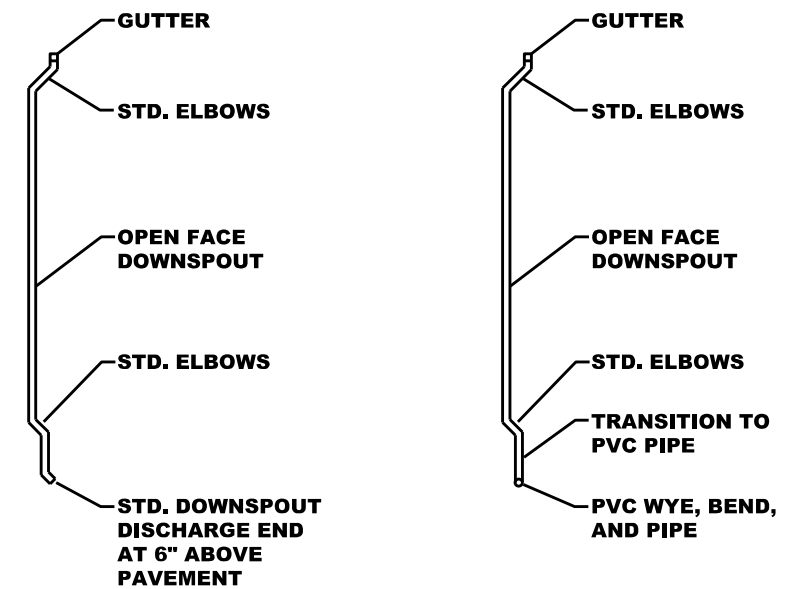 GUTTER
STD. ELBOWS
OPEN FACE
DOWNSPOUT
STD. ELBOWS
STD. DOWNSPOUT
DISCHARGE END
AT 6" ABOVE
PAVEMENT
GUTTER
STD. ELBOWS
OPEN FACE
DOWNSPOUT
STD. ELBOWS
TRANSITION TO
PVC PIPE
PVC WYE, BEND,
AND PIPE